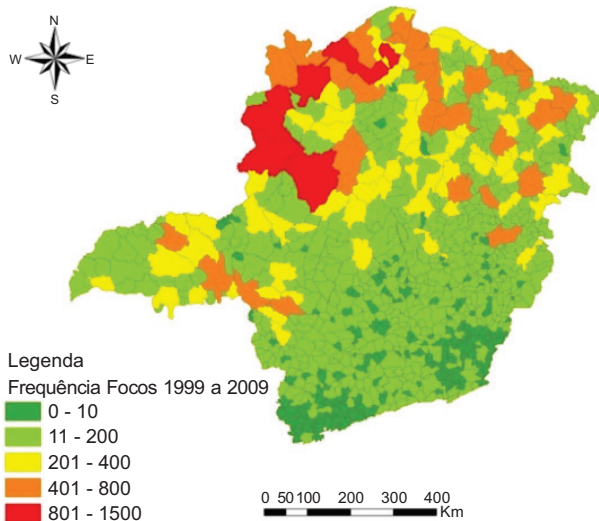 N
W E
S
Legenda
Frequência Focos 1999 a 2009
0 - 10
11 - 200
201 - 400
401 - 800
801 - 1500
0 50 100 200 300 400
Km